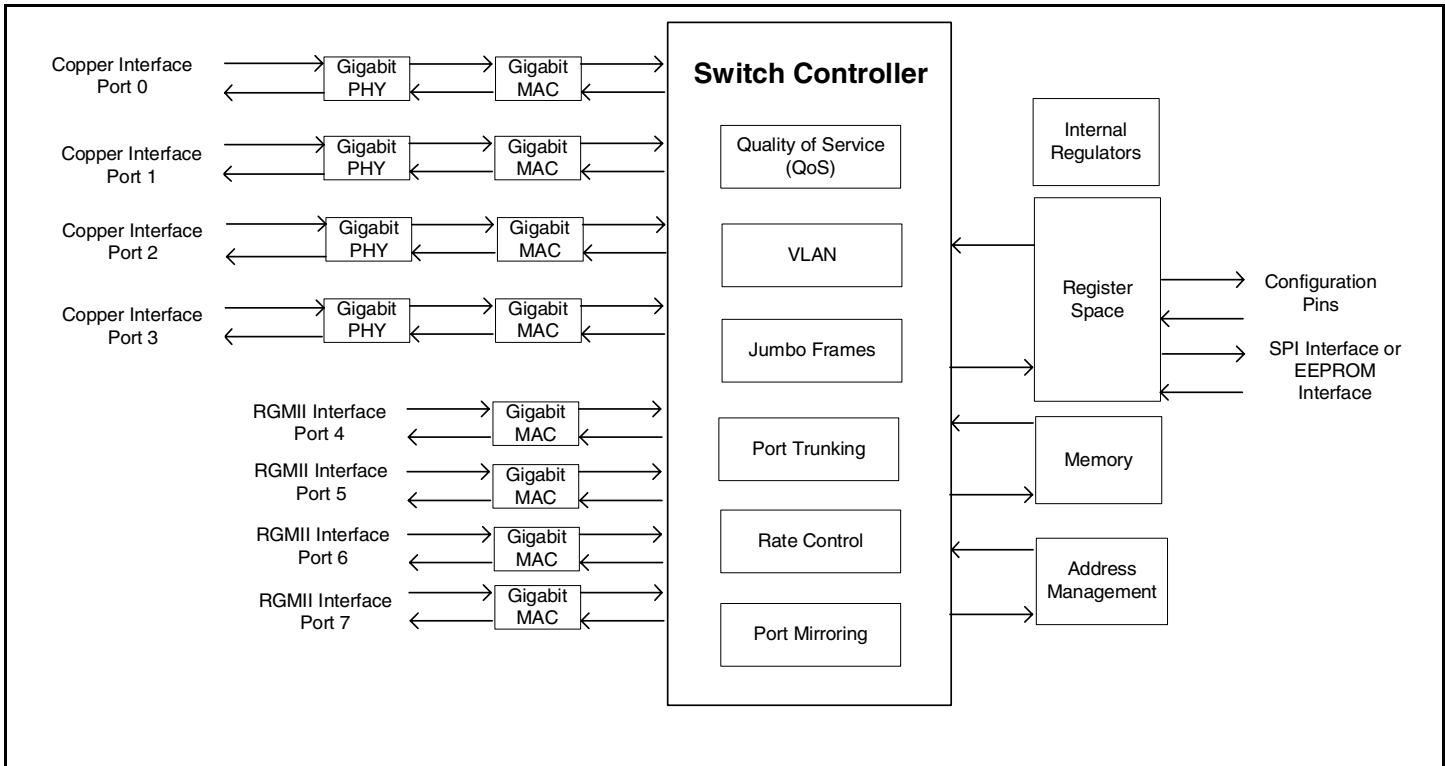 Copper Interface
Port 0
Gigabit
PHY
Gigabit
MAC
Copper Interface
Port 1
Gigabit
PHY
Gigabit
MAC
Copper Interface
Port 2
Gigabit
PHY
Gigabit
MAC
Copper Interface
Port 3
Gigabit
PHY
Gigabit
MAC
RGMII Interface
Port 4
Gigabit
MAC
RGMII Interface
Port 5
Gigabit
MAC
RGMII Interface
Port 6
Gigabit
MAC
RGMII Interface
Port 7
Gigabit
MAC
Switch Controller
Quality of Service
(QoS)
VLAN
Jumbo Frames
Port Trunking
Rate Control
Port Mirroring
Internal
Regulators
Register
Space
Configuration
Pins
SPI Interface or
EEPROM
Interface
Memory
Address
Management